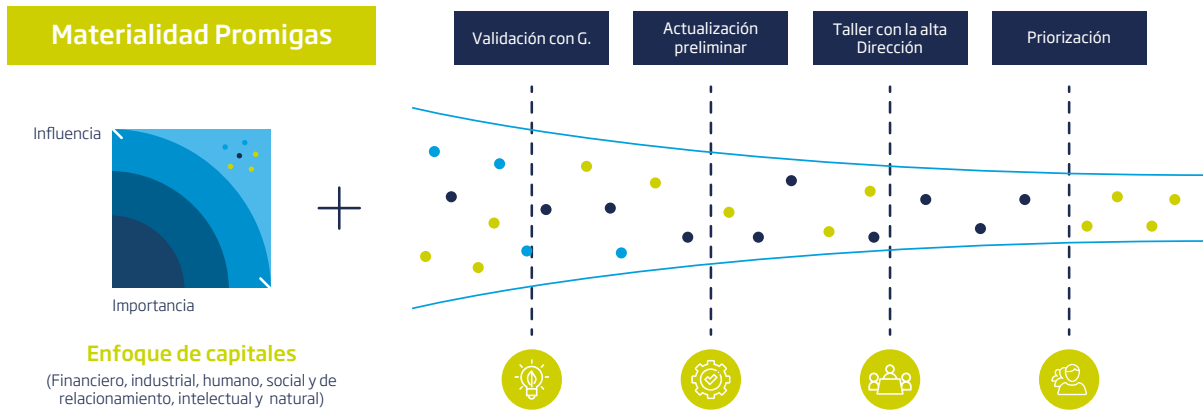 Materialidad Promigas
Validación con G.
Actualización
preliminar
Taller con la alta
Dirección
Priorización
Influencia
Importancia
Enfoque de capitales
(Financiero, industrial, humano, social y de
relacionamiento, intelectual y natural)